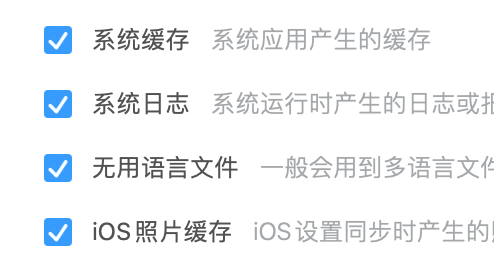 系统缓存 系统应用产生的缓存
系统日志 系统运行时产生的日志或
无用语言文件 一般会用到多语言文件
iOS照片缓存 iOS设置同步时产生的